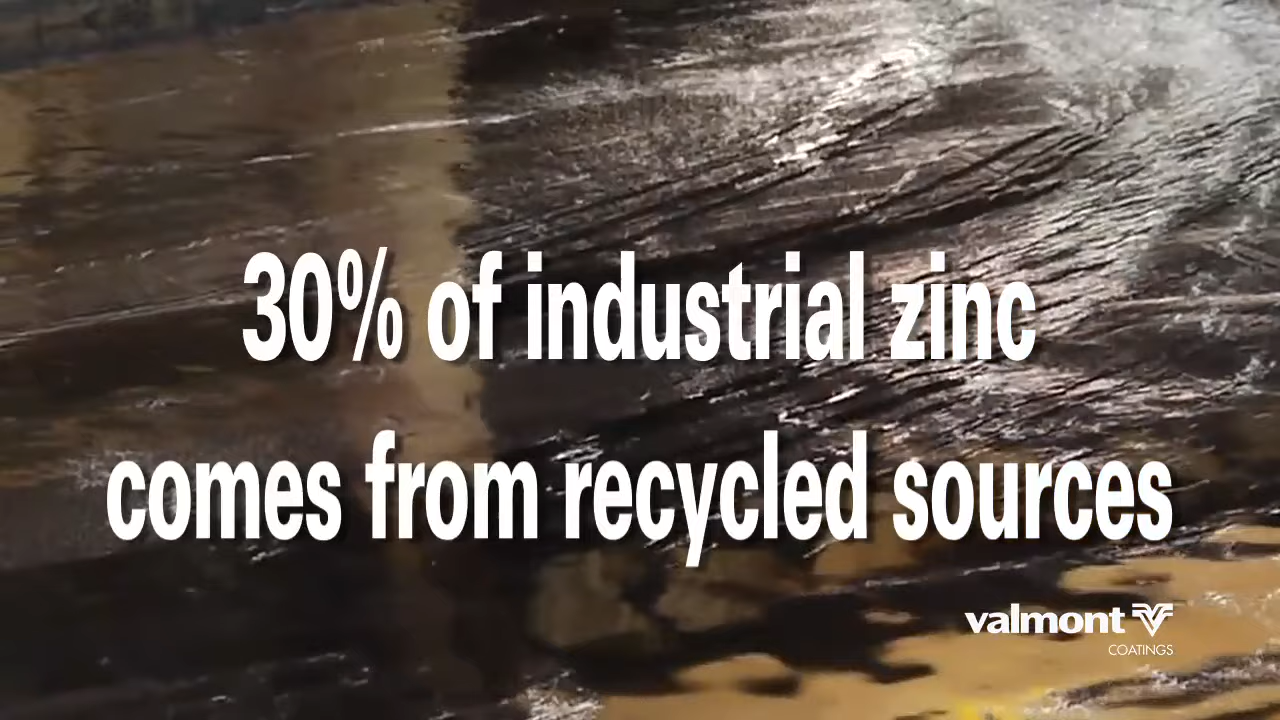 30% of industrial zinc
comes from recycled sources
valmont
COATINGS